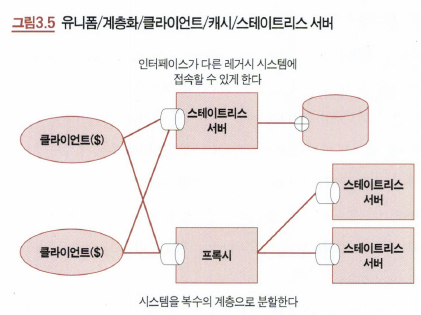 그림3.5 유니폼/계층화/클라이언트/캐시/스테이트리스 서버
인터페이스가 다른 레거시 시스템에
접속할 수 있게 한다
스테이트리스
서버
클라이언트($)
스테이트리스
서버
클라이언트($)
프록시
스테이트리스
서버
시스템을 복수의 계층으로 분할한다